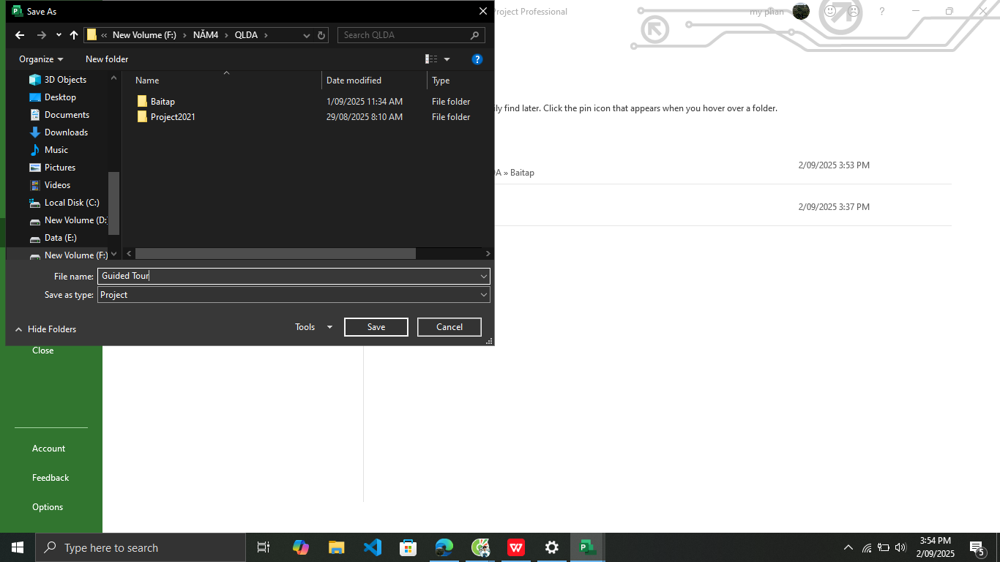 Save As
Project Professional
my phan
?
« New Volume (F:) › NĂM4 › QLDA ›
Search QLDA
Organize
New folder
?
3D Objects
Desktop
Documents
Downloads
Music
Pictures
Videos
Local Disk (C:)
New Volume (D:
Data (E:)
New Volume (F:)
Name Date modified Type
Baitap 1/09/2025 11:34 AM File folder
Project2021 29/08/2025 8:10 AM File folder
ily find later. Click the pin icon that appears when you hover over a folder.
2/09/2025 3:53 PM
DA » Baitap
2/09/2025 3:37 PM
File name: Guided Tour
Save as type: Project
Hide Folders
Tools
Save
Cancel
Close
Account
Feedback
Options
Type here to search
W
3:54 PM
2/09/2025
5